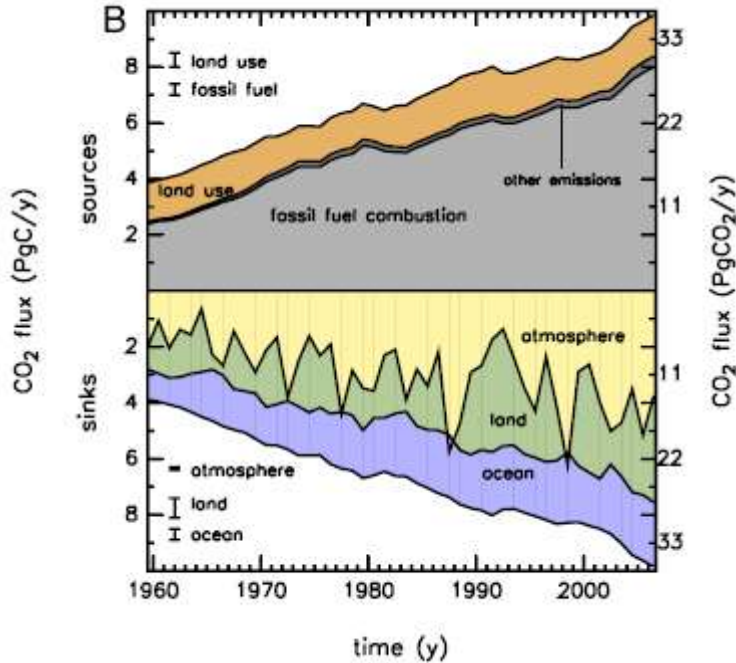 B
land use
fossil fuel
land use
fossil fuel combustion
other emissions
8
6
4
2
33
22
11
sources
CO2 flux (PgC/y)
CO2 flux (PgCO2/y)
sinks
2
4
6
8
11
22
33
atmosphere
land
ocean
atmosphere
land
ocean
1960 1970 1980 1990 2000
time (y)